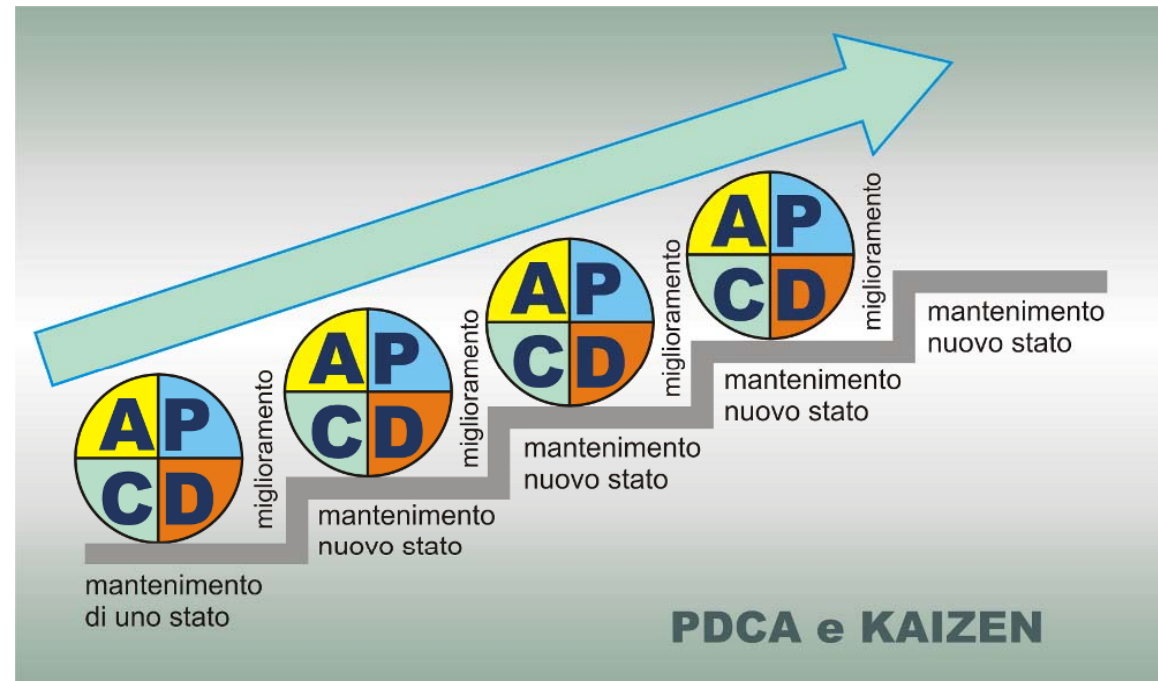 A P
C D
mantenimento
di uno stato
miglioramento
A P
C D
mantenimento
nuovo stato
miglioramento
A P
C D
mantenimento
nuovo stato
miglioramento
A P
C D
mantenimento
nuovo stato
miglioramento
mantenimento
nuovo stato
PDCA e KAIZEN